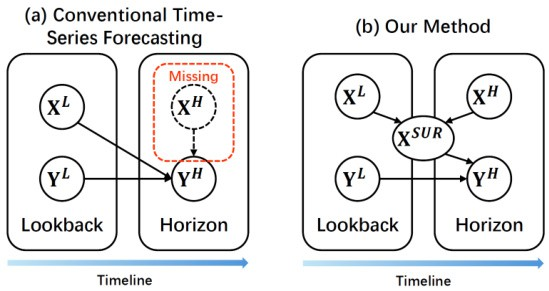 (a) Conventional Time-
Series Forecasting
Missing
X^L
X^H
Y^L
Y^H
Lookback
Horizon
Timeline
(b) Our Method
X^L
X^H
X^SUR
Y^L
Y^H
Lookback
Horizon
Timeline